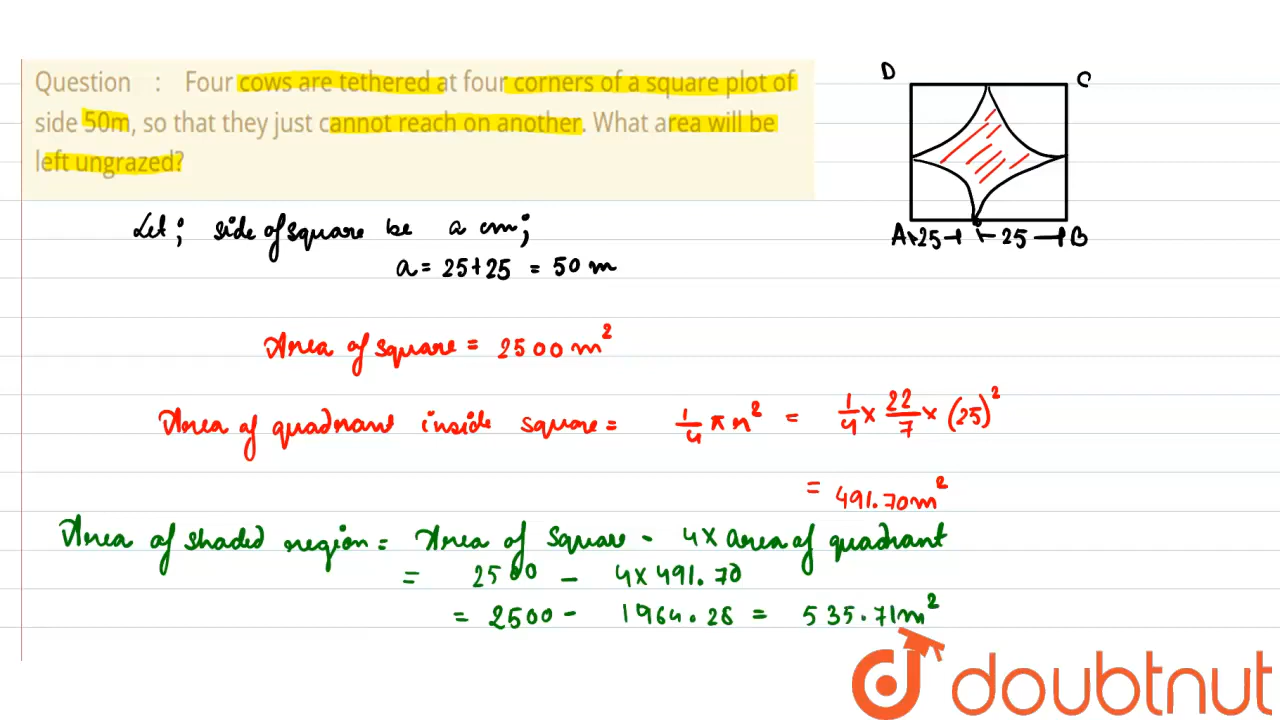 Question : Four cows are tethered at four corners of a square plot of
side 50m, so that they just cannot reach on another. What area will be
left ungrazed?
D C
A 25 25 B
Let; side of square be a cm;
a = 25+25 = 50 m
Area of square = 2500 m²
Area of quadrant inside square = 1/4 π r² = 1/4 × 22/7 × (25)²
= 491.70m²
Area of shaded region = Area of square - 4× area of quadrant
= 2500 - 4×491.70
= 2500 - 1964.28 = 535.71m²
doubtnut